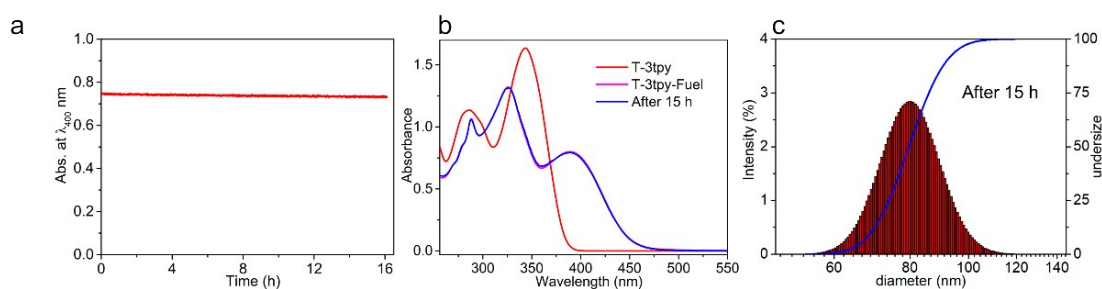 a
1.0
0.8
0.6
0.4
0.2
0.0
Abs. at λ400 nm
0 4 8 12 16
Time (h)
b
1.5
1.0
0.5
0.0
Absorbance
T-3tpy
T-3tpy-Fuel
After 15 h
300 350 400 450 500 550
Wavelength (nm)
c
4
3
2
1
0
Intensity (%)
After 15 h
100
75
50
25
0
undersize
60 80 100 120 140
diameter (nm)